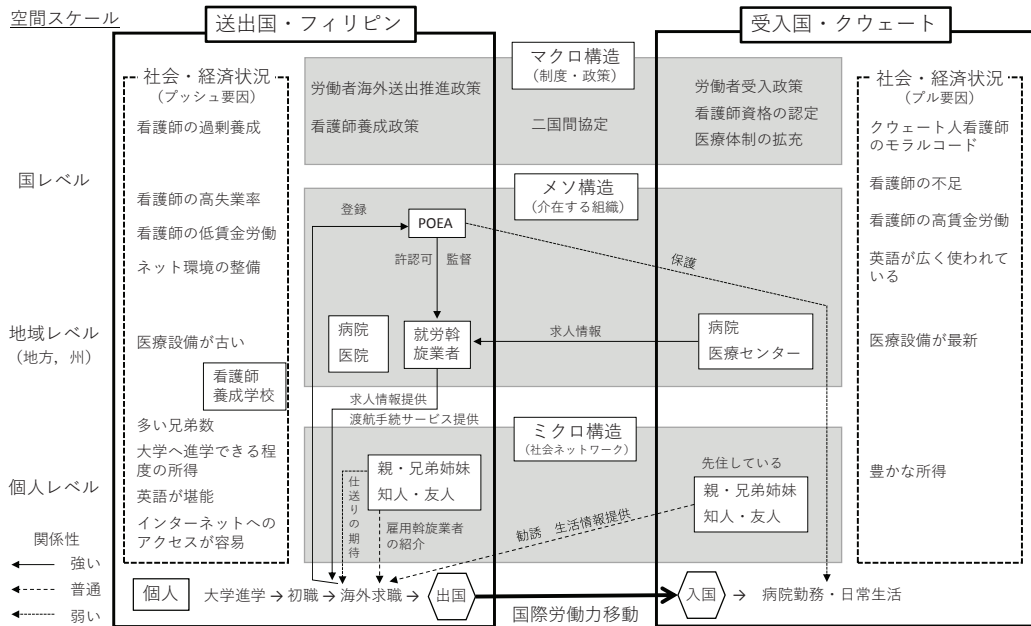 空間スケール
送出国・フィリピン
受入国・クウェート
社会・経済状況
(プッシュ要因)
看護師の過剰養成
国レベル
看護師の高失業率
看護師の低賃金労働
ネット環境の整備
地域レベル
(地方，州)
医療設備が古い
看護師
養成学校
多い兄弟数
大学へ進学できる程
度の所得
個人レベル
英語が堪能
インターネットへの
アクセスが容易
マクロ構造
(制度・政策)
労働者海外送出推進政策
看護師養成政策
二国間協定
労働者受入政策
看護師資格の認定
医療体制の拡充
メソ構造
(介在する組織)
登録
POEA
許認可 監督
保護
病院
医院
就労斡
旋業者
求人情報
病院
医療センター
求人情報提供
渡航手続サービス提供
ミクロ構造
(社会ネットワーク)
仕送りの期待
親・兄弟姉妹
知人・友人
雇用斡旋業者
の紹介
先住している
親・兄弟姉妹
知人・友人
勧誘 生活情報提供
社会・経済状況
(プル要因)
クウェート人看護師
のモラルコード
看護師の不足
看護師の高賃金労働
英語が広く使われて
いる
医療設備が最新
豊かな所得
関係性
強い
普通
弱い
個人
大学進学→初職→海外求職→
出国
国際労働力移動
入国
→ 病院勤務・日常生活